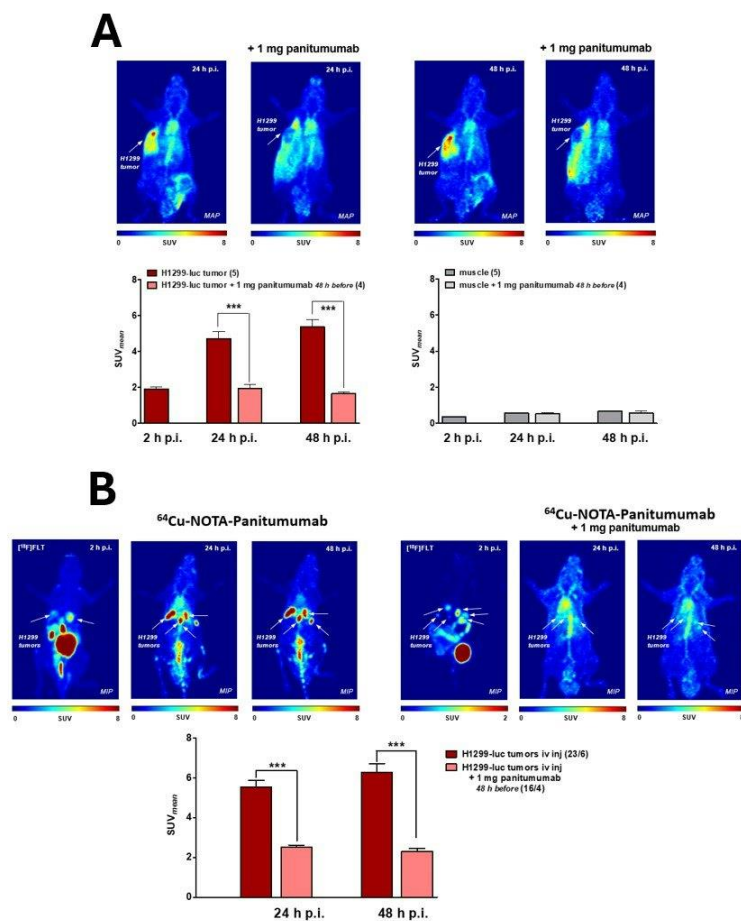 A
+ 1 mg panitumumab
+ 1 mg panitumumab
24 h p.i.
24 h p.i.
48 h p.i.
48 h p.i.
H1299
tumor
H1299
tumor
H1299
tumor
H1299
tumor
MAP
MAP
MAP
MAP
0 SUV 8
0 SUV 8
0 SUV 8
0 SUV 8
H1299-luc tumor (5)
H1299-luc tumor + 1 mg panitumumab 48 h before (4)
SUVmean
8
6
4
2
0
***
***
2 h p.i.
24 h p.i.
48 h p.i.
muscle (5)
muscle + 1 mg panitumumab 48 h before (4)
SUVmean
8
6
4
2
0
2 h p.i.
24 h p.i.
48 h p.i.
B
64Cu-NOTA-Panitumumab
64Cu-NOTA-Panitumumab
+ 1 mg panitumumab
[18F]FLT 2 h p.i.
24 h p.i.
48 h p.i.
[18F]FLT 2 h p.i.
24 h p.i.
48 h p.i.
H1299
tumors
H1299
tumors
H1299
tumors
H1299
tumors
H1299
tumors
H1299
tumors
MIP
MIP
MIP
MIP
MIP
MIP
0 SUV 8
0 SUV 8
0 SUV 8
0 SUV 2
0 SUV 8
0 SUV 8
SUVmean
8
6
4
2
0
***
***
24 h p.i.
48 h p.i.
H1299-luc tumors iv inj (23/6)
H1299-luc tumors iv inj
+ 1 mg panitumumab
48 h before (16/4)